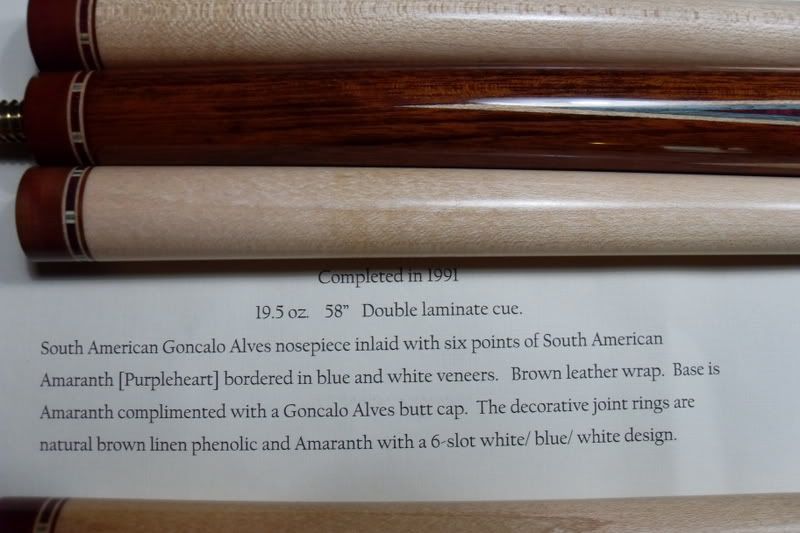 Completed in 1991
19.5 oz. 58” Double laminate cue.
South American Goncalo Alves nosepiece inlaid with six points of South American
Amaranth [Purpleheart] bordered in blue and white veneers. Brown leather wrap. Base is
Amaranth complimented with a Goncalo Alves butt cap. The decorative joint rings are
natural brown linen phenolic and Amaranth with a 6-slot white/ blue/ white design.